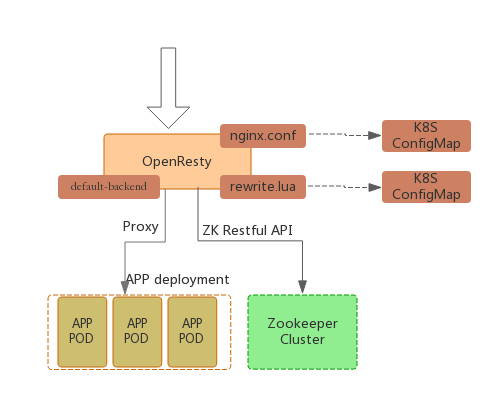 nginx.conf
K8S
ConfigMap
OpenResty
default-backend
rewrite.lua
K8S
ConfigMap
Proxy
ZK Restful API
APP deployment
APP
POD
APP
POD
APP
POD
Zookeeper
Cluster